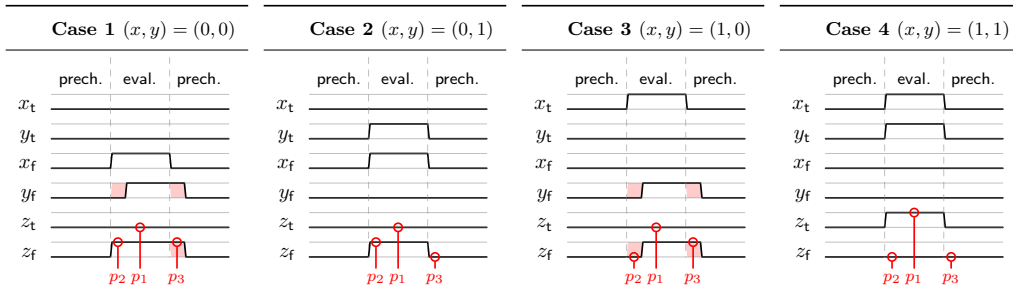 Case 1 (x, y) = (0, 0) Case 2 (x, y) = (0, 1) Case 3 (x, y) = (1, 0) Case 4 (x, y) = (1, 1)
prech. eval. prech. prech. eval. prech. prech. eval. prech. prech. eval. prech.
xt xt xt xt
yt yt yt yt
xf xf xf xf
yf yf yf yf
zt zt zt zt
zf zf zf zf
p2 p1 p3 p2 p1 p3 p2 p1 p3 p2 p1 p3